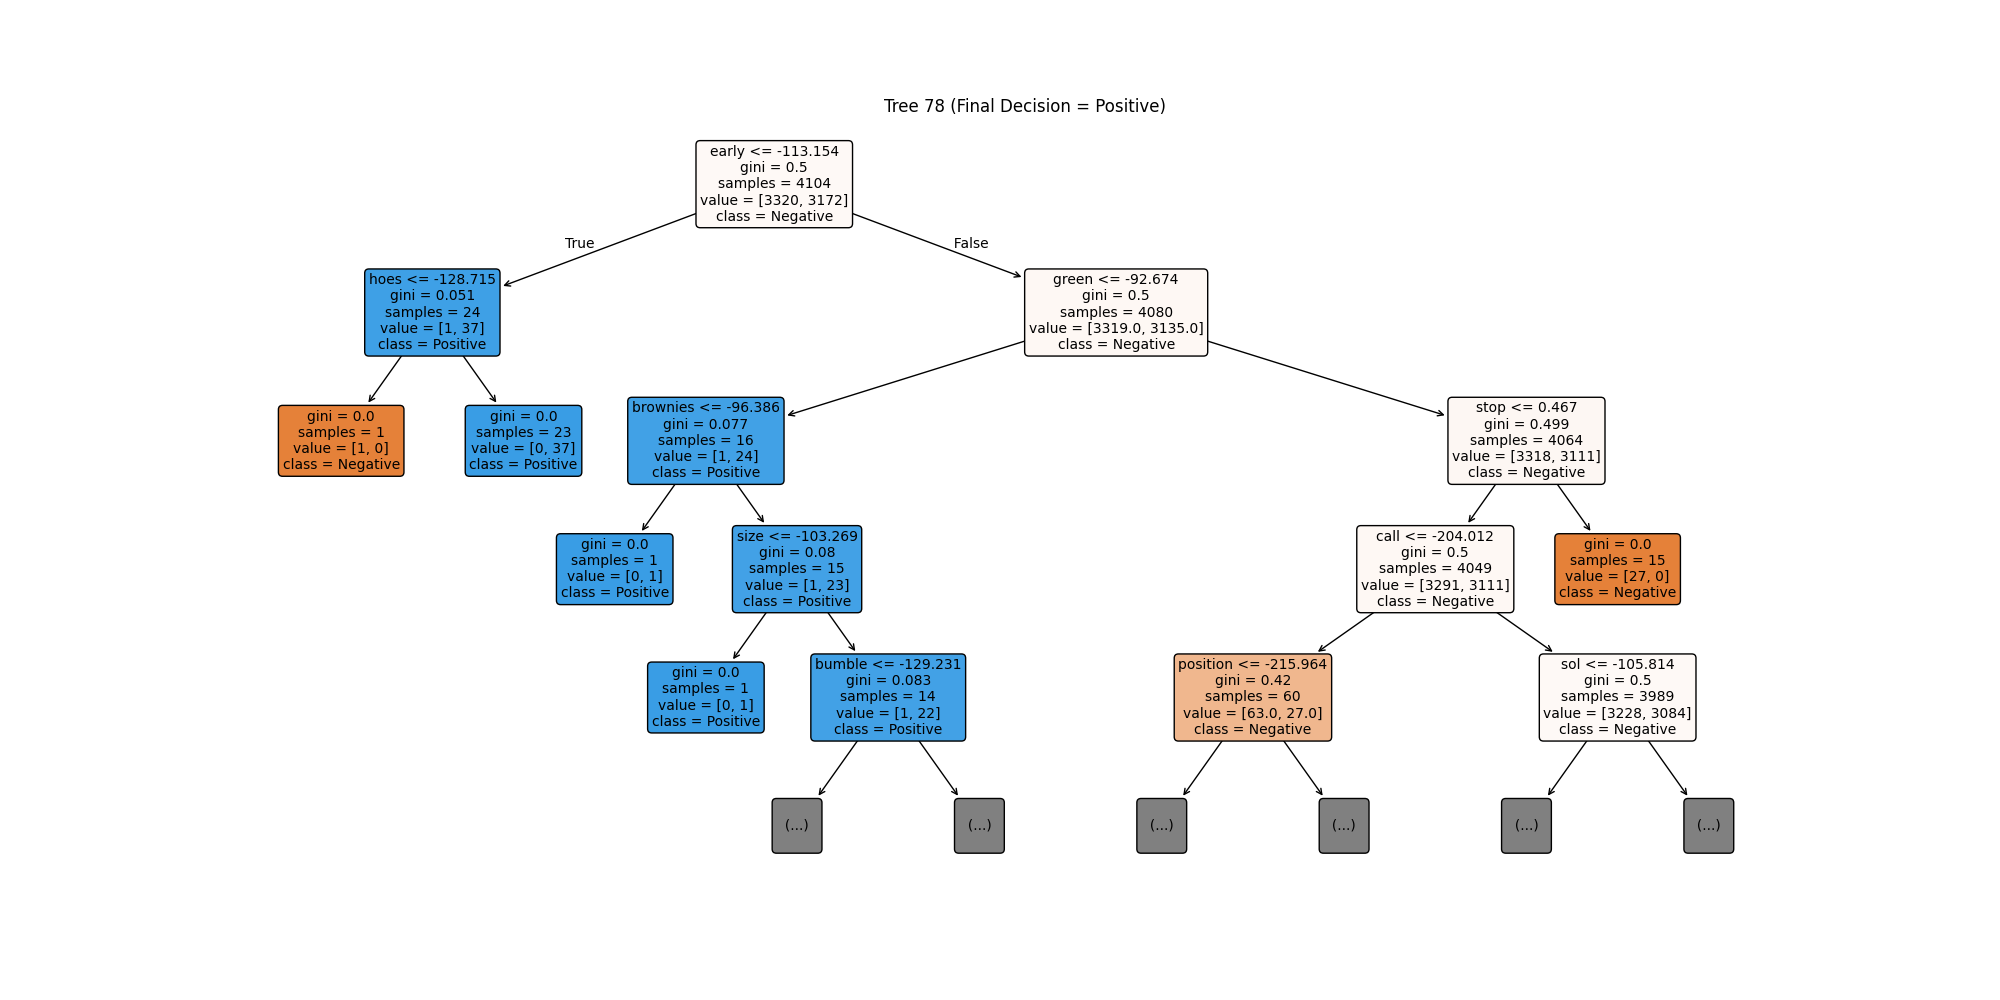 Tree 78 (Final Decision = Positive)
early <= -113.154
gini = 0.5
samples = 4104
value = [3320, 3172]
class = Negative
True
False
hoes <= -128.715
gini = 0.051
samples = 24
value = [1, 37]
class = Positive
green <= -92.674
gini = 0.5
samples = 4080
value = [3319.0, 3135.0]
class = Negative
gini = 0.0
samples = 1
value = [1, 0]
class = Negative
gini = 0.0
samples = 23
value = [0, 37]
class = Positive
brownies <= -96.386
gini = 0.077
samples = 16
value = [1, 24]
class = Positive
stop <= 0.467
gini = 0.499
samples = 4064
value = [3318, 3111]
class = Negative
gini = 0.0
samples = 1
value = [0, 1]
class = Positive
size <= -103.269
gini = 0.08
samples = 15
value = [1, 23]
class = Positive
call <= -204.012
gini = 0.5
samples = 4049
value = [3291, 3111]
class = Negative
gini = 0.0
samples = 15
value = [27, 0]
class = Negative
gini = 0.0
samples = 1
value = [0, 1]
class = Positive
bumble <= -129.231
gini = 0.083
samples = 14
value = [1, 22]
class = Positive
position <= -215.964
gini = 0.42
samples = 60
value = [63.0, 27.0]
class = Negative
sol <= -105.814
gini = 0.5
samples = 3989
value = [3228, 3084]
class = Negative
(...)
(...)
(...)
(...)
(...)
(...)